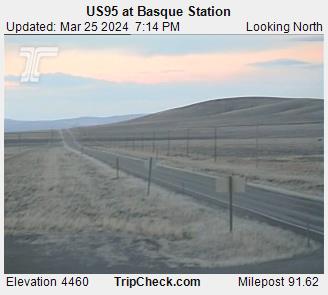 US95 at Basque Station
Updated: Mar 25 2024 7:14 PM Looking North
Elevation 4460 TripCheck.com Milepost 91.62